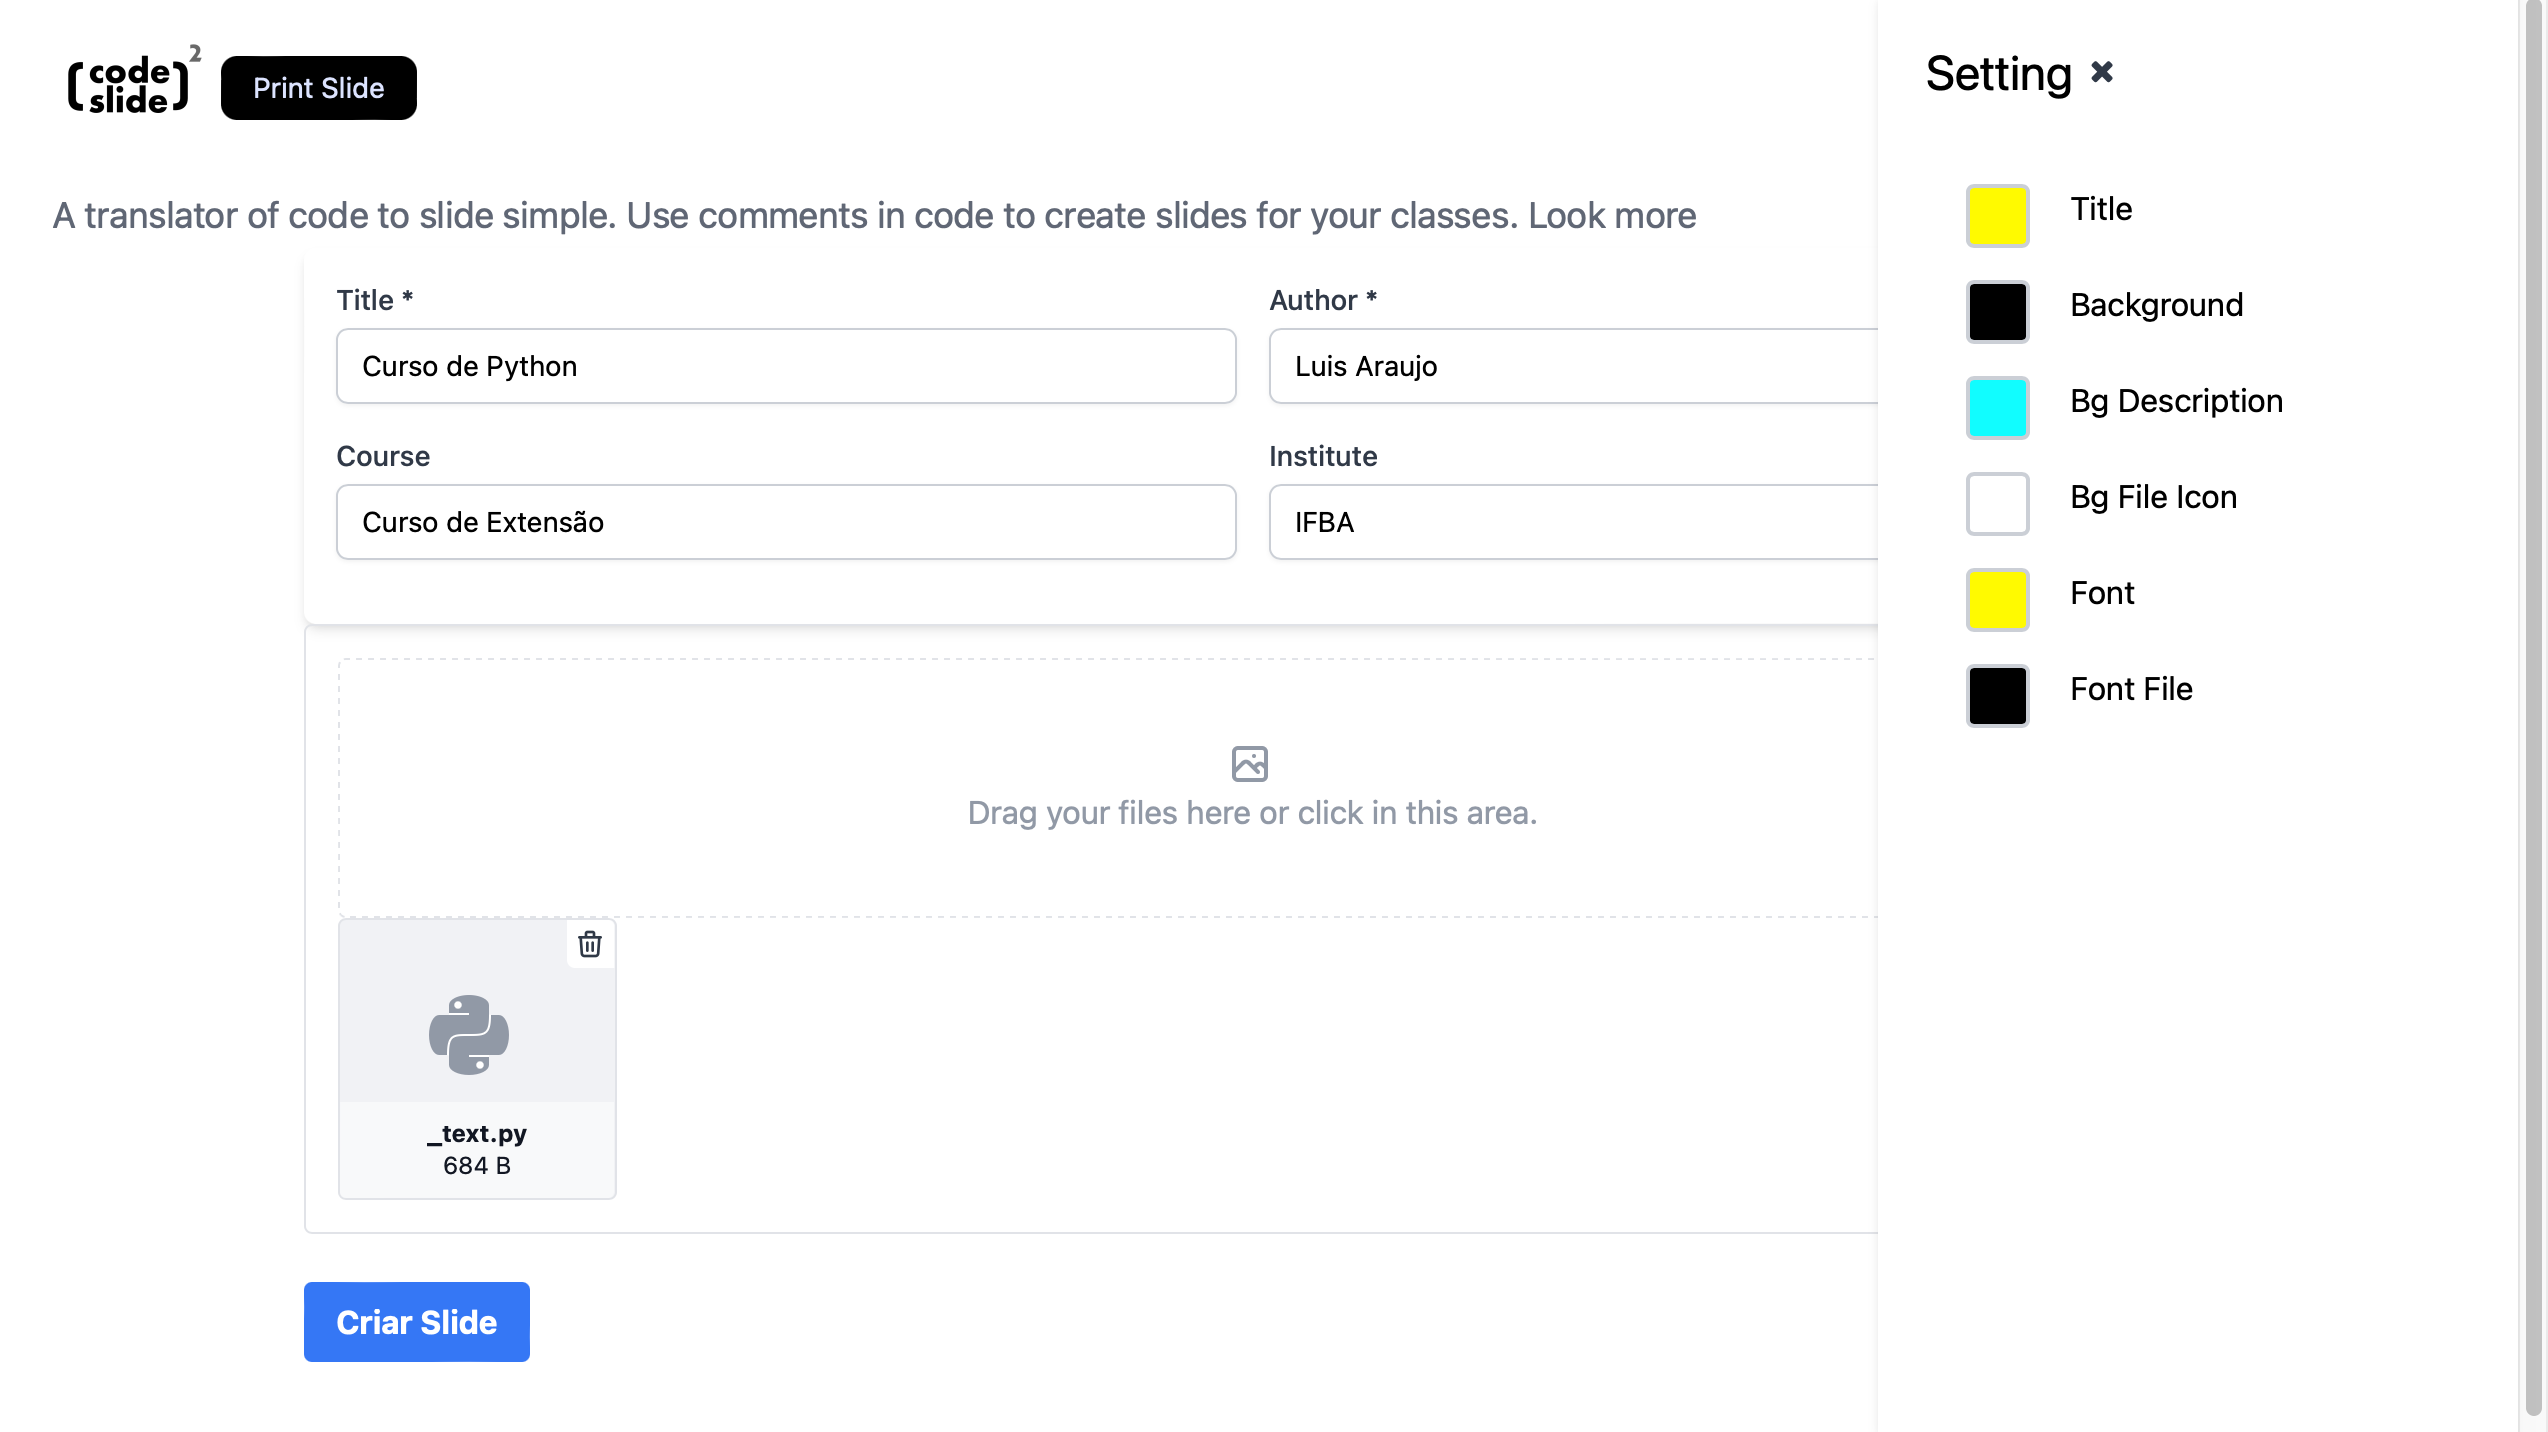 code
slide
2
Print Slide
A translator of code to slide simple. Use comments in code to create slides for your classes. Look more
Title *
Author *
Curso de Python
Luis Araujo
Course
Institute
Curso de Extensão
IFBA
Drag your files here or click in this area.
_text.py
684 B
Criar Slide
Setting
Title
Background
Bg Description
Bg File Icon
Font
Font File